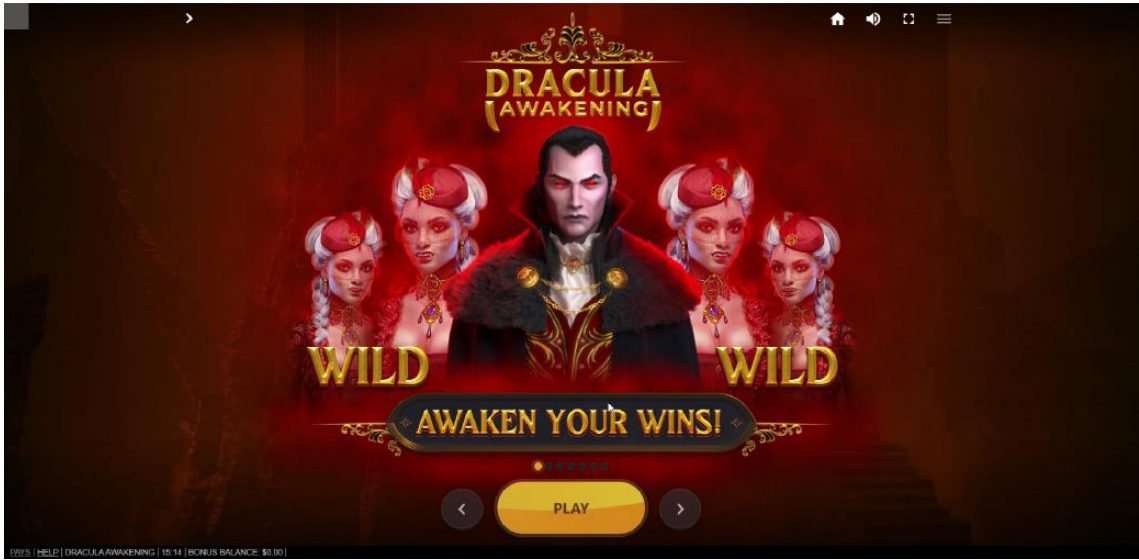 DRACULA
AWAKENING
WILD
WILD
AWAKEN YOUR WINS!
PLAY
PAYS | HELP | DRACULA AWAKENING | 15:14 | BONUS BALANCE: $0.00 |